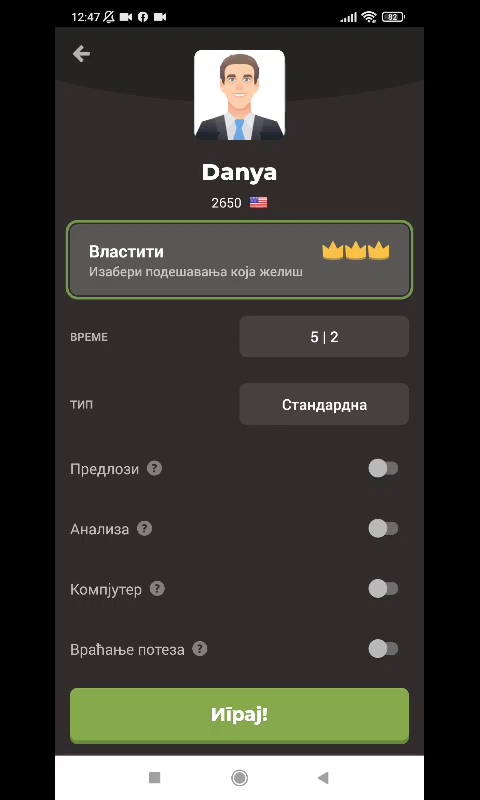 12:47
82
Danya
2650
Властити
Изабери подешавања која желиш
ВРЕМЕ
5 | 2
ТИП
Стандардна
Предлози ?
Анализа ?
Компјутер ?
Враћање потеза ?
Играј!